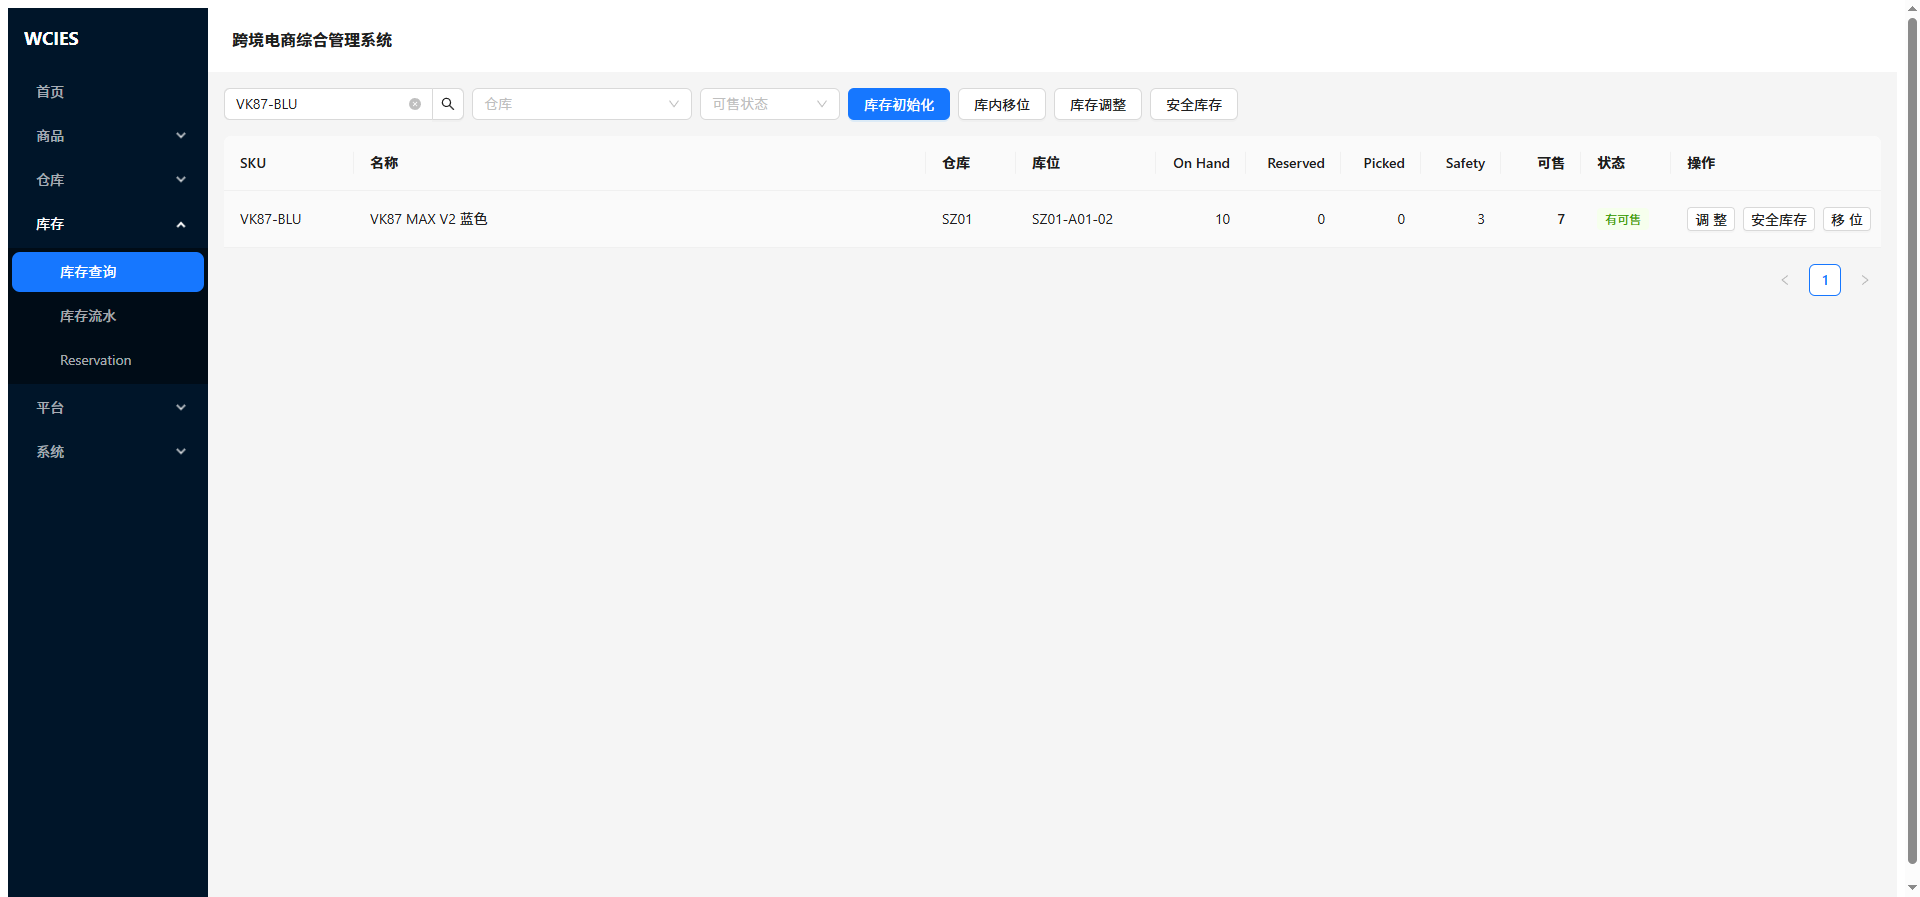 WCIES
跨境电商综合管理系统
首页
商品
仓库
库存
库存查询
库存流水
Reservation
平台
系统
VK87-BLU 仓库 可售状态 库存初始化 库内移位 库存调整 安全库存
SKU 名称 仓库 库位 On Hand Reserved Picked Safety 可售 状态 操作
VK87-BLU VK87 MAX V2 蓝色 SZ01 SZ01-A01-02 10 0 0 3 7 有可售 调 整 安全库存 移 位
1